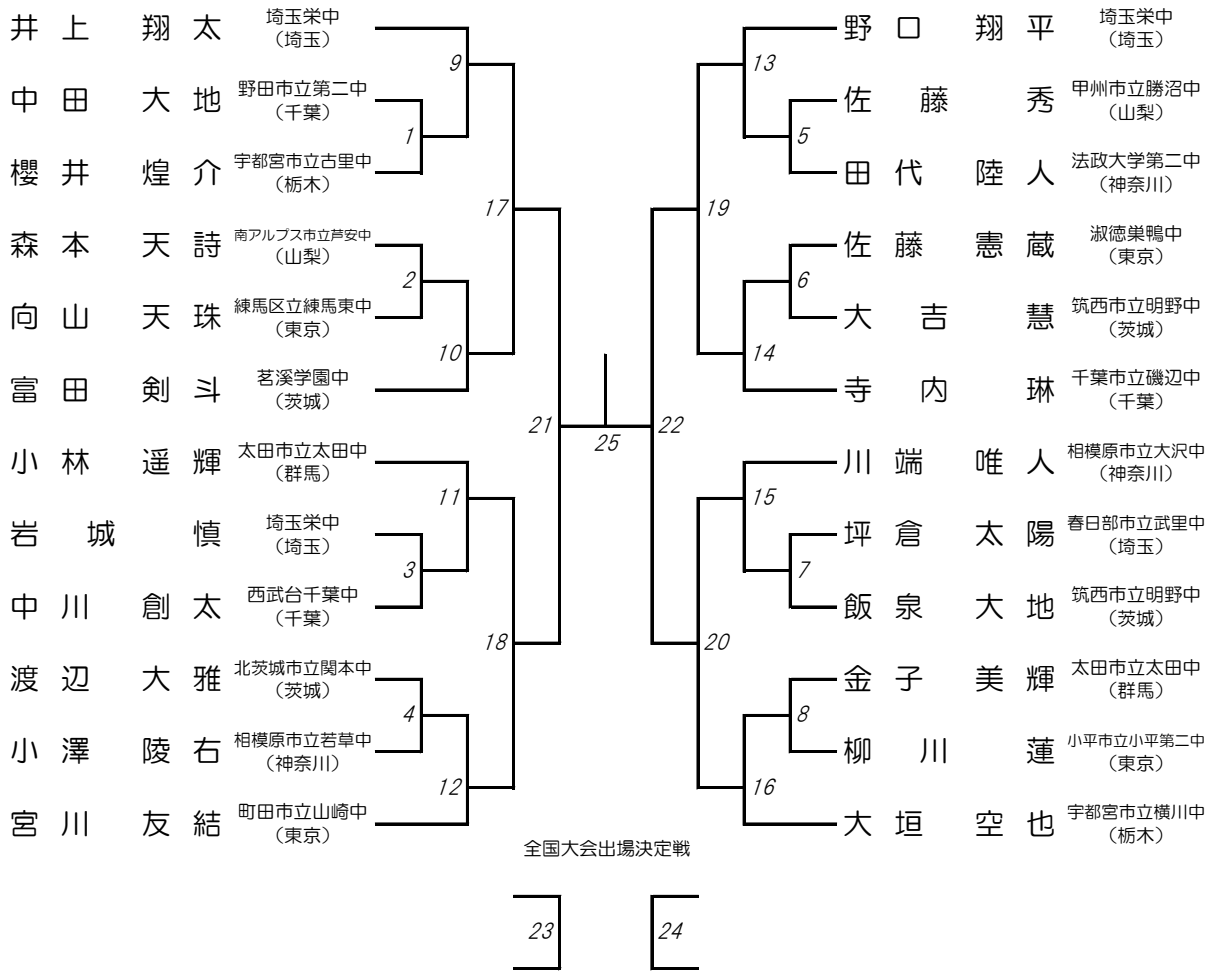 井上 翔太 埼玉栄中
(埼玉)
9
中田 大地 野田市立第二中
(千葉)
1
櫻井 煌介 宇都宮市立古里中
(栃木)
17
森本 天詩 南アルプス市立芦安中
(山梨)
2
向山 天珠 練馬区立練馬東中
(東京)
10
富田 剣斗 茗溪学園中
(茨城)
21
小林 遥輝 太田市立太田中
(群馬)
11
岩城 慎 埼玉栄中
(埼玉)
3
中川 創太 西武台千葉中
(千葉)
18
渡辺 大雅 北茨城市立関本中
(茨城)
4
小澤 陵右 相模原市立若草中
(神奈川)
12
宮川 友結 町田市立山崎中
(東京)
25
野口 翔平 埼玉栄中
(埼玉)
13
佐藤 秀 甲州市立勝沼中
(山梨)
5
田代 陸人 法政大学第二中
(神奈川)
19
佐藤 憲蔵 淑徳巣鴨中
(東京)
6
大吉 慧 筑西市立明野中
(茨城)
14
寺内 琳 千葉市立磯辺中
(千葉)
22
川端 唯人 相模原市立大沢中
(神奈川)
15
坪倉 太陽 春日部市立武里中
(埼玉)
7
飯泉 大地 筑西市立明野中
(茨城)
20
金子 美輝 太田市立太田中
(群馬)
8
柳川 蓮 小平市立小平第二中
(東京)
16
大垣 空也 宇都宮市立横川中
(栃木)
全国大会出場決定戦
23
24